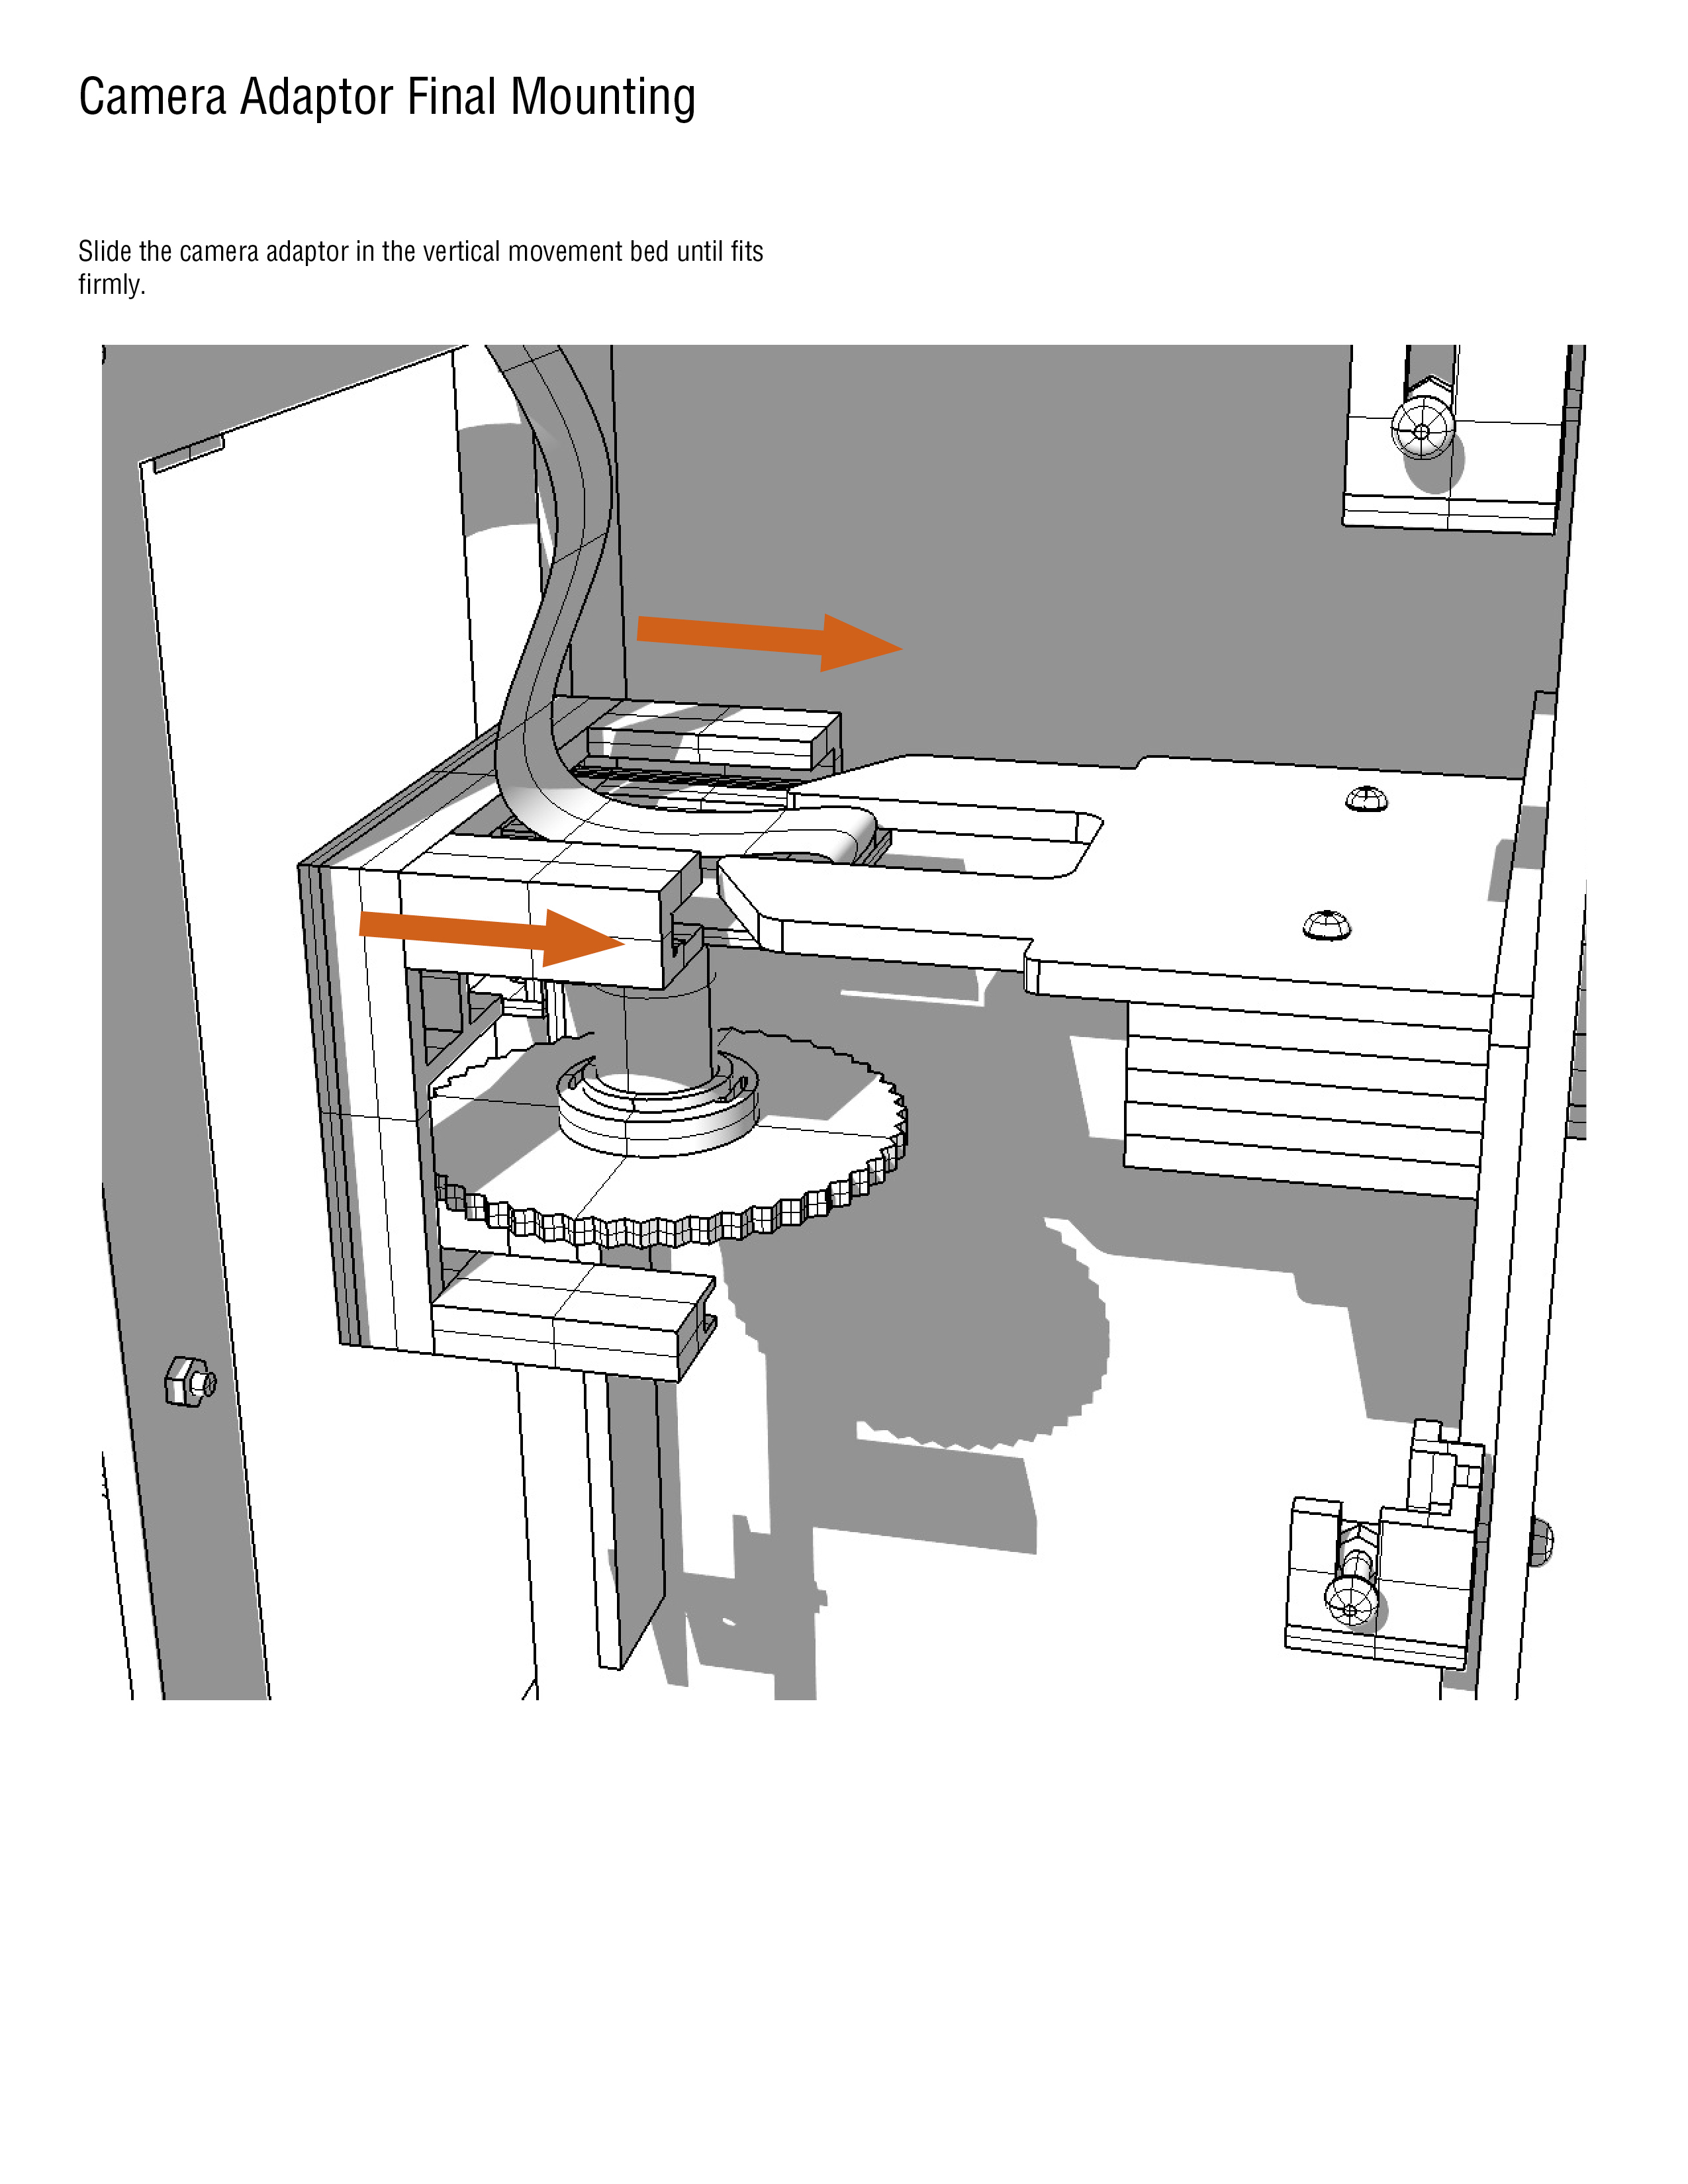 Camera Adaptor Final Mounting
Slide the camera adaptor in the vertical movement bed until fits
firmly.